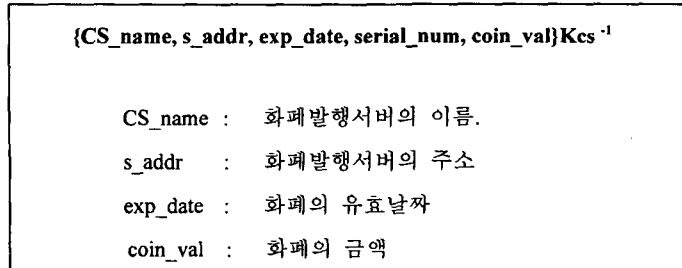 {CS_name, s_addr, exp_date, serial_num, coin_val}Kcs⁻¹
CS_name : 화폐발행서버의 이름.
s_addr : 화폐발행서버의 주소
exp_date : 화폐의 유효날짜
coin_val : 화폐의 금액